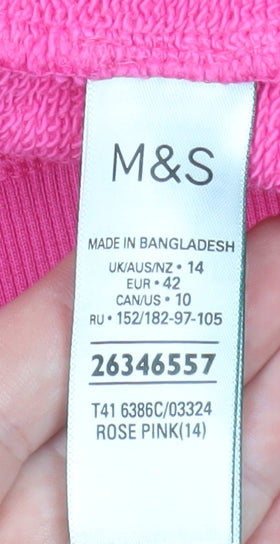 M&S
MADE IN BANGLADESH
UK/AUS/NZ • 14
EUR • 42
CAN/US • 10
RU • 152/182-97-105
26346557
T41 6386C/03324
ROSE PINK(14)